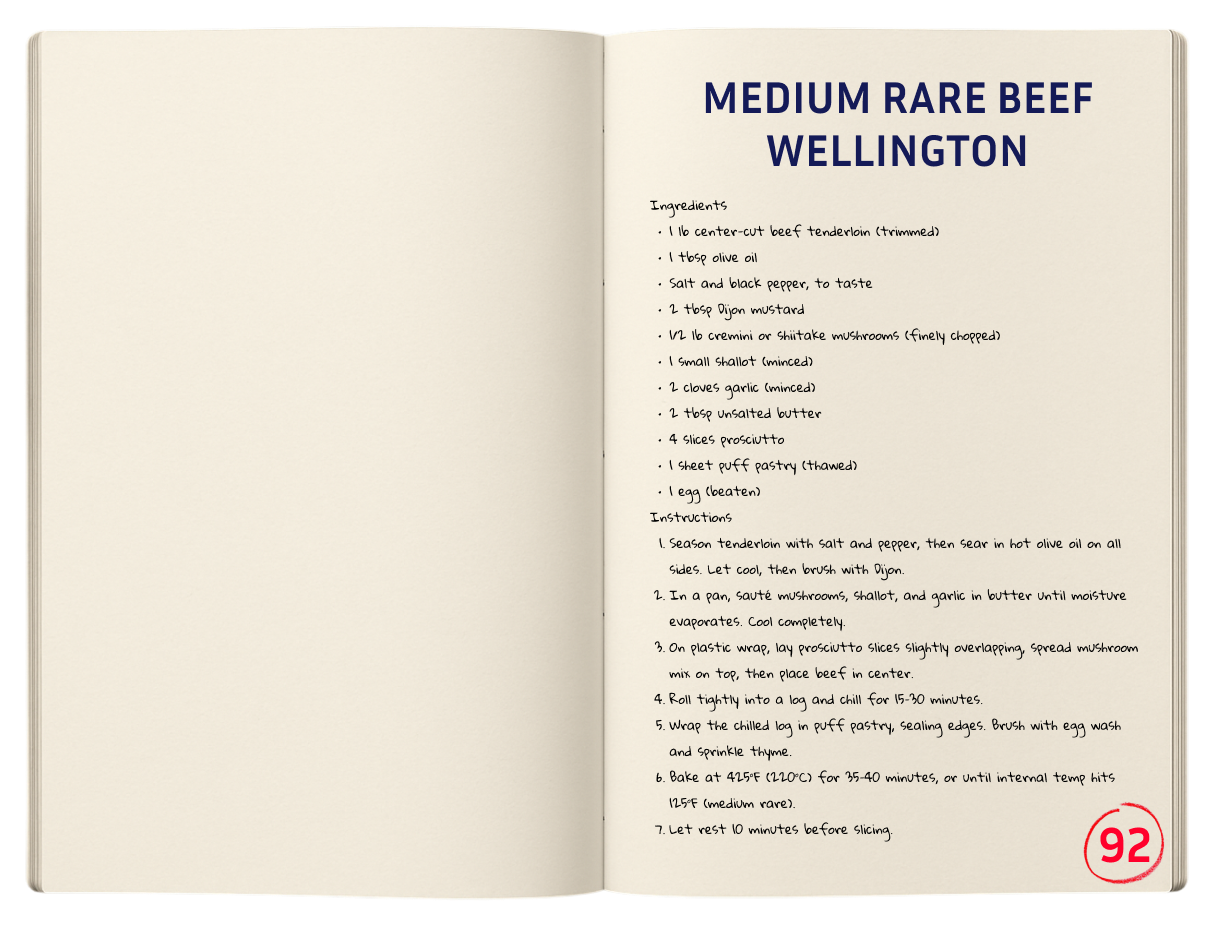 MEDIUM RARE BEEF
WELLINGTON
Ingredients
• 1 lb center-cut beef tenderloin (trimmed)
• 1 tbsp olive oil
• Salt and black pepper, to taste
• 2 tbsp Dijon mustard
• 1/2 lb cremini or shiitake mushrooms (finely chopped)
• 1 small shallot (minced)
• 2 cloves garlic (minced)
• 2 tbsp unsalted butter
• 4 slices prosciutto
• 1 sheet puff pastry (thawed)
• 1 egg (beaten)
Instructions
1. Season tenderloin with salt and pepper, then sear in hot olive oil on all
sides. Let cool, then brush with Dijon.
2. In a pan, sauté mushrooms, shallot, and garlic in butter until moisture
evaporates. Cool completely.
3. On plastic wrap, lay prosciutto slices slightly overlapping, spread mushroom
mix on top, then place beef in center.
4. Roll tightly into a log and chill for 15-30 minutes.
5. Wrap the chilled log in puff pastry, sealing edges. Brush with egg wash
and sprinkle thyme.
6. Bake at 425°F (220°C) for 35-40 minutes, or until internal temp hits
125°F (medium rare).
7. Let rest 10 minutes before slicing.
92